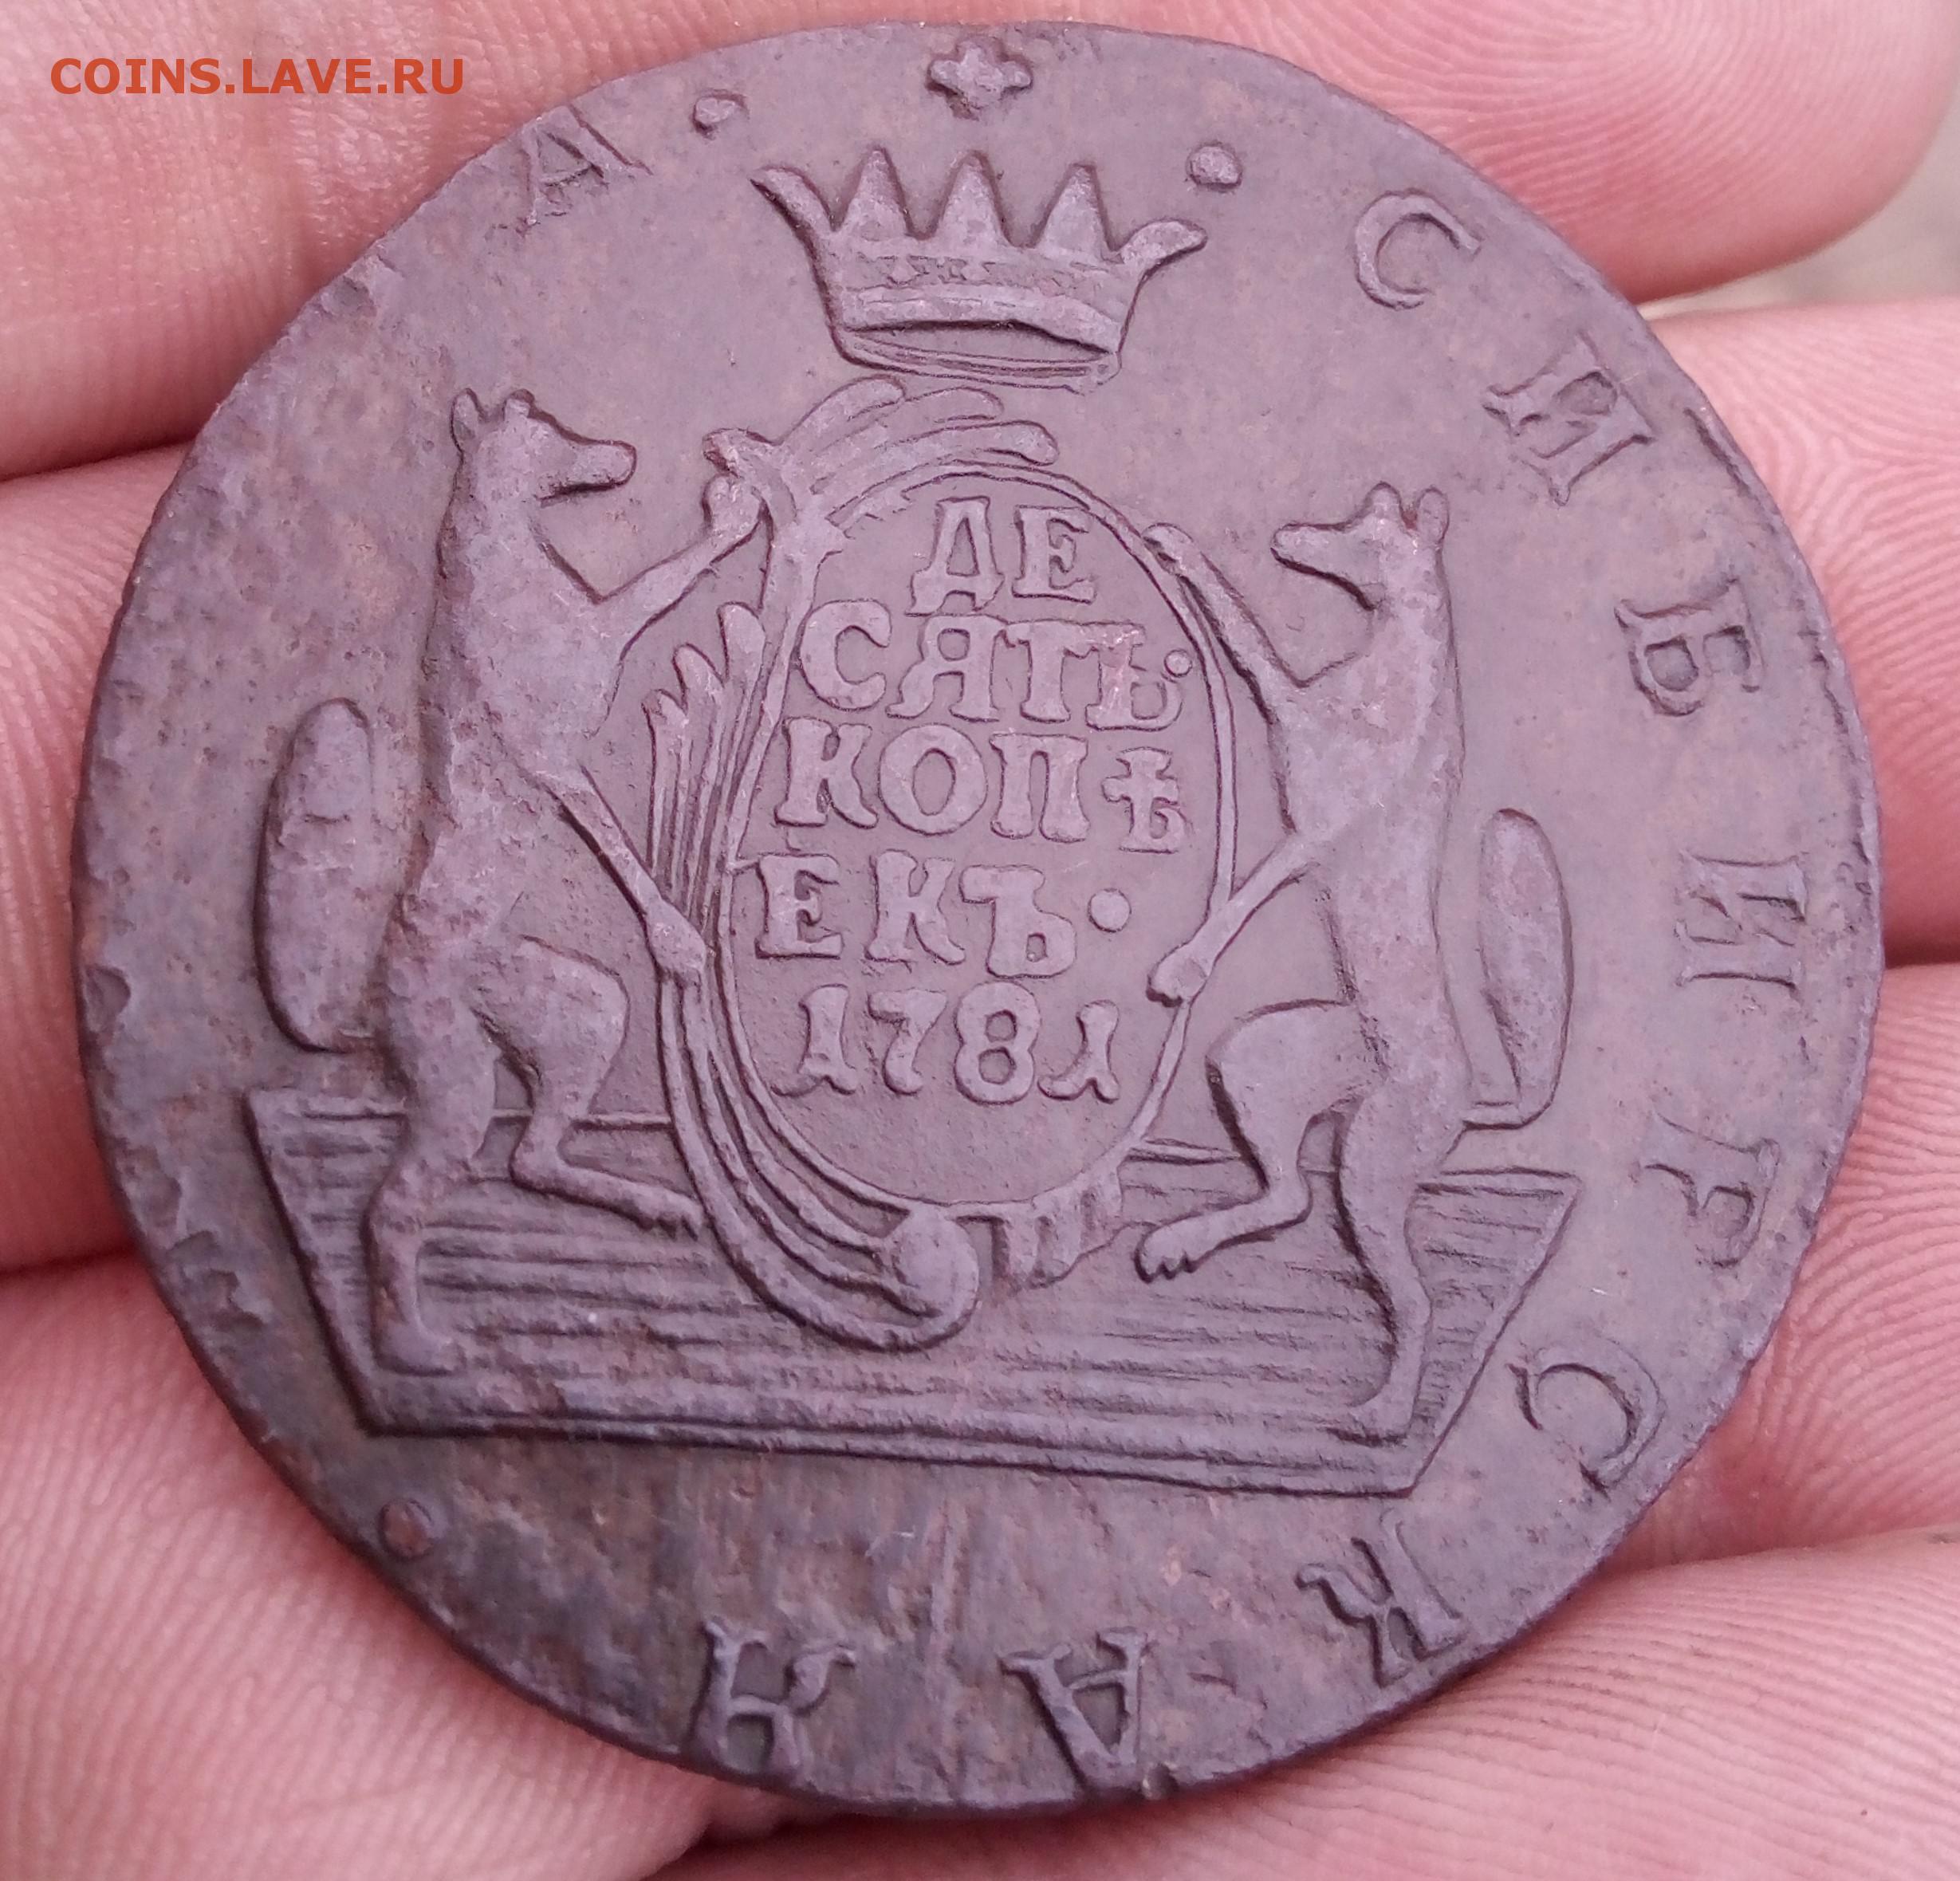 COINS.LAVE.RU
СИБИРСКАЯ
ДЕ
СЯТЬ·
КОПѢ
ЕКЪ·
1781